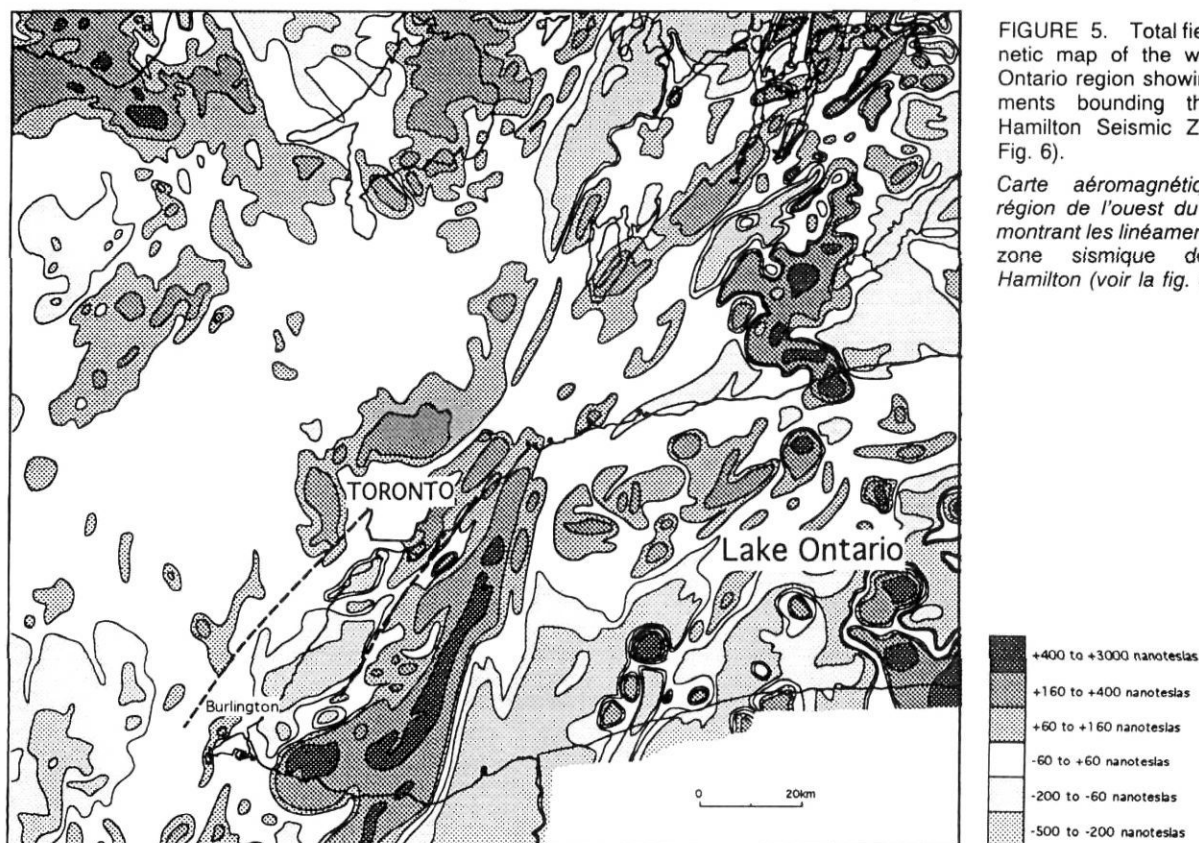 FIGURE 5. Total fie
netic map of the w
Ontario region showin
ments bounding th
Hamilton Seismic Z
Fig. 6).
Carte aéromagnétic
région de l'ouest du
montrant les linéamen
zone sismique de
Hamilton (voir la fig.
TORONTO
Lake Ontario
Burlington
0 20km
+400 to +3000 nanoteslas
+160 to +400 nanoteslas
+60 to +160 nanoteslas
-60 to +60 nanoteslas
-200 to -60 nanoteslas
-500 to -200 nanoteslas